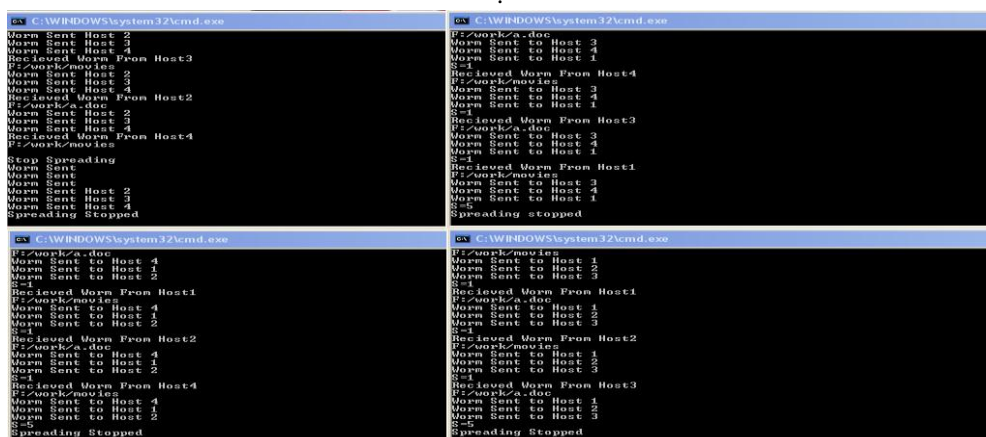 C:\WINDOWS\system32\cmd.exe
Worm Sent Host 2
Worm Sent Host 3
Worm Sent Host 4
Recieved Worm From Host3
F:/work/movies
Worm Sent Host 2
Worm Sent Host 3
Worm Sent Host 4
Recieved Worm From Host2
F:/work/a.doc
Worm Sent Host 2
Worm Sent Host 3
Worm Sent Host 4
Recieved Worm From Host4
F:/work/movies
Stop Spreading
Worm Sent
Worm Sent
Worm Sent
Worm Sent Host 2
Worm Sent Host 3
Worm Sent Host 4
Spreading Stopped
C:\WINDOWS\system32\cmd.exe
F:/work/a.doc
Worm Sent to Host 3
Worm Sent to Host 4
Worm Sent to Host 1
S=1
Recieved Worm From Host4
F:/work/movies
Worm Sent to Host 3
Worm Sent to Host 4
Worm Sent to Host 1
S=1
Recieved Worm From Host3
F:/work/a.doc
Worm Sent to Host 3
Worm Sent to Host 4
Worm Sent to Host 1
S=1
Recieved Worm From Host1
F:/work/movies
Worm Sent to Host 3
Worm Sent to Host 4
Worm Sent to Host 1
S=5
Spreading stopped
C:\WINDOWS\system32\cmd.exe
F:/work/a.doc
Worm Sent to Host 4
Worm Sent to Host 1
Worm Sent to Host 2
S=1
Recieved Worm From Host1
F:/work/movies
Worm Sent to Host 4
Worm Sent to Host 1
Worm Sent to Host 2
S=1
Recieved Worm From Host2
F:/work/a.doc
Worm Sent to Host 4
Worm Sent to Host 1
Worm Sent to Host 2
S=1
Recieved Worm From Host4
F:/work/movies
Worm Sent to Host 4
Worm Sent to Host 1
Worm Sent to Host 2
S=5
Spreading Stopped
C:\WINDOWS\system32\cmd.exe
F:/work/movies
Worm Sent to Host 1
Worm Sent to Host 2
Worm Sent to Host 3
S=1
Recieved Worm From Host1
F:/work/a.doc
Worm Sent to Host 1
Worm Sent to Host 2
Worm Sent to Host 3
S=1
Recieved Worm From Host2
F:/work/movies
Worm Sent to Host 1
Worm Sent to Host 2
Worm Sent to Host 3
S=1
Recieved Worm From Host3
F:/work/a.doc
Worm Sent to Host 1
Worm Sent to Host 2
Worm Sent to Host 3
S=5
Spreading Stopped